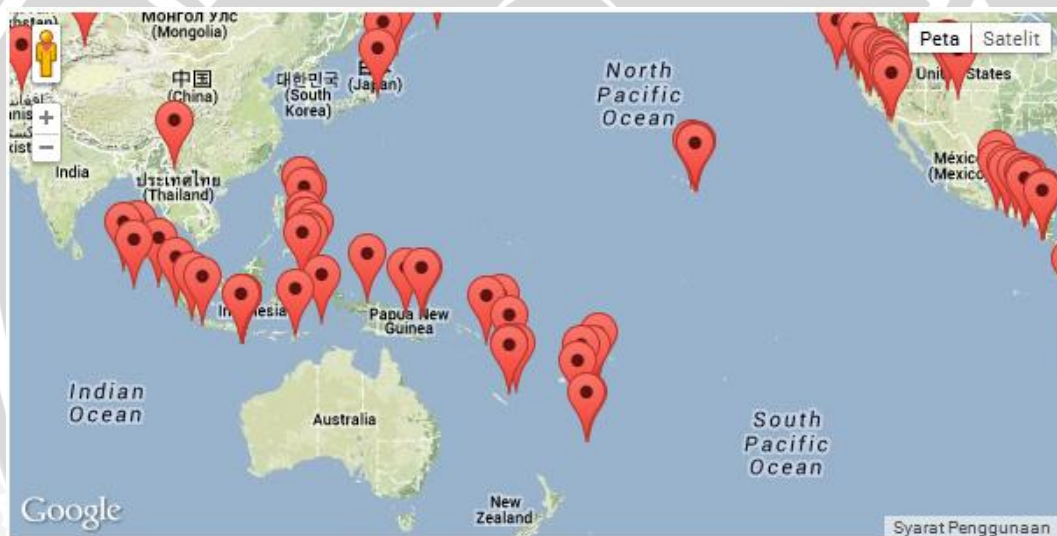 Монгол Улс
(Mongolia)
Peta
Satelit
中国
(China)
대한민국
(South
Korea)
(Japan)
North
Pacific
Ocean
United States
Méxic
(Mexico
India
ประเทศไทย
(Thailand)
Papua New
Guinea
Indian
Ocean
Australia
South
Pacific
Ocean
New
Zealand
Google
Syarat Penggunaan